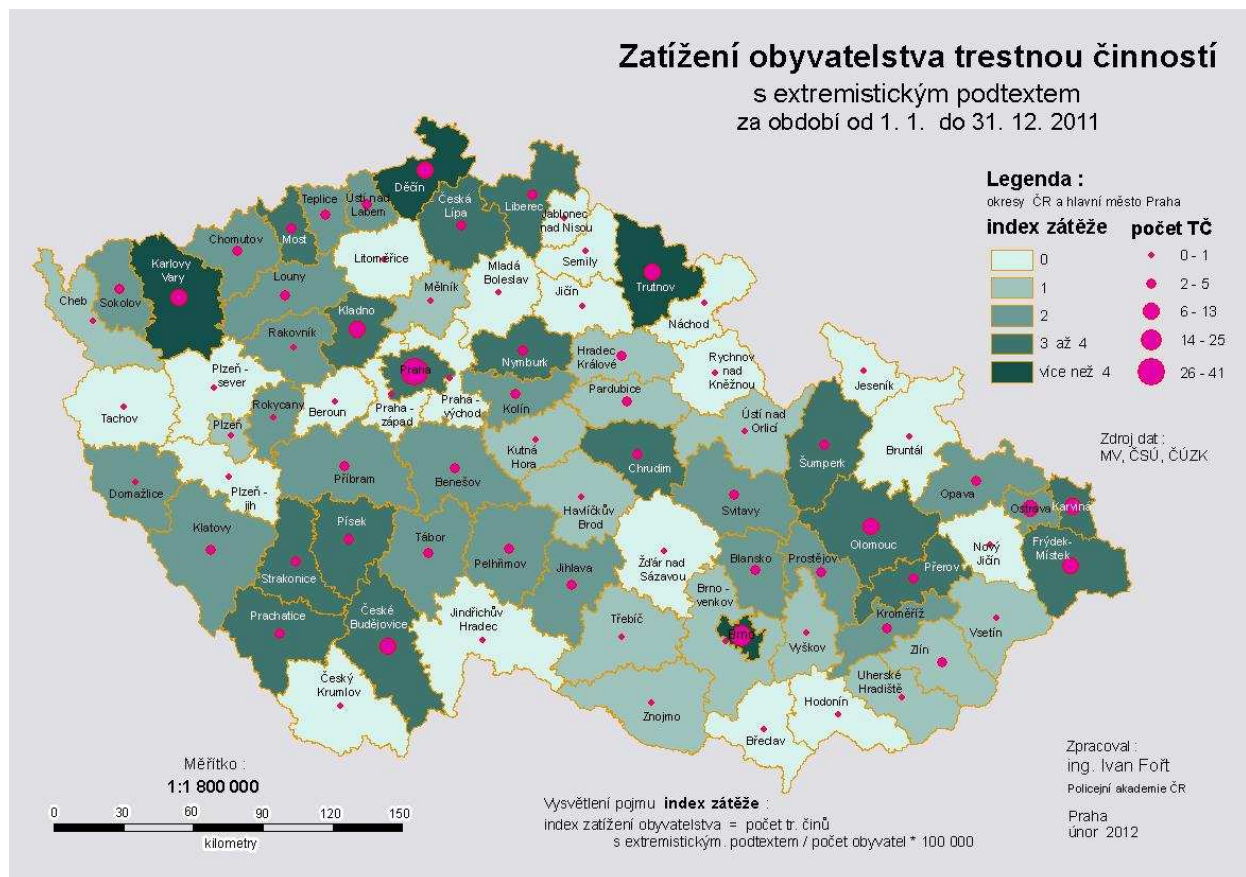 Zatížení obyvatelstva trestnou činností
s extremistickým podtextem
za období od 1. 1. do 31. 12. 2011
Legenda :
okresy ČR a hlavní město Praha
index zátěže
počet TČ
0
1
2
3 až 4
více než 4
0 - 1
2 - 5
6 - 13
14 - 25
26 - 41
Zdroj dat :
MV, ČSÚ, ČÚZK
Děčín
Ústí nad
Labem
Teplice
Most
Chomutov
Česká
Lípa
Liberec
Jablonec
nad Nisou
Semily
Trutnov
Náchod
Litoměřice
Louny
Karlovy
Vary
Sokolov
Cheb
Mělník
Mladá
Boleslav
Jičín
Kladno
Rakovník
Praha
Nymburk
Hradec
Králové
Rychnov
nad
Kněžnou
Jeseník
Plzeň -
sever
Tachov
Beroun
Praha -
západ
Praha -
východ
Kolín
Pardubice
Ústí nad
Orlicí
Bruntál
Šumperk
Rokycany
Plzeň
Kutná
Hora
Chrudim
Domažlice
Plzeň -
jih
Příbram
Benešov
Havlíčkův
Brod
Svitavy
Opava
Ostrava
Karviná
Klatovy
Písek
Tábor
Pelhřimov
Jihlava
Žďár nad
Sázavou
Blansko
Prostějov
Olomouc
Přerov
Nový
Jičín
Frýdek-
Místek
Strakonice
Prachatice
České
Budějovice
Jindřichův
Hradec
Třebíč
Brno -
venkov
Brno
Vyškov
Kroměříž
Zlín
Vsetín
Uherské
Hradiště
Český
Krumlov
Znojmo
Břeclav
Hodonín
Měřítko :
1:1 800 000
0 30 60 90 120 150
kilometry
Vysvětlení pojmu index zátěže :
index zatížení obyvatelstva = počet tr. činů
s extremistickým. podtextem / počet obyvatel * 100 000
Zpracoval :
ing. Ivan Fořt
Policejní akademie ČR
Praha
únor 2012